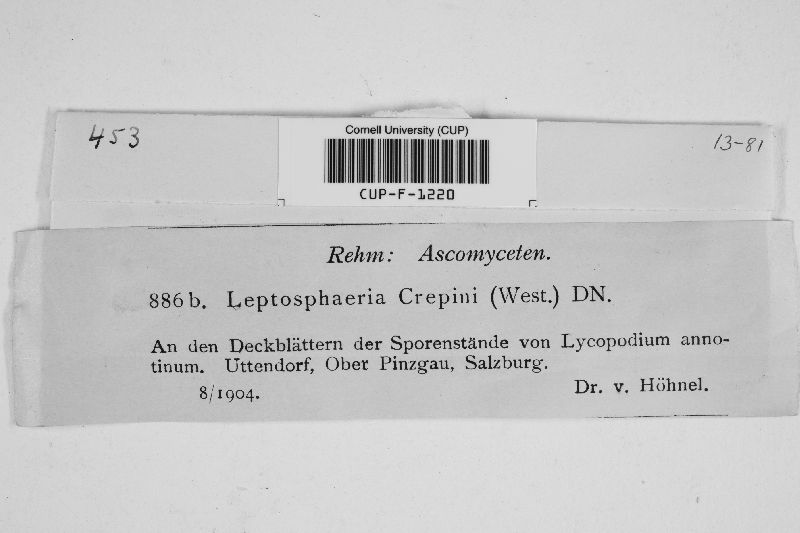 453
Cornell University (CUP)
CUP-F-1220
13-81
Rehm: Ascomyceten.
886 b. Leptosphaeria Crepini (West.) DN.
An den Deckblättern der Sporenstände von Lycopodium anno-
tinum. Uttendorf, Ober Pinzgau, Salzburg.
8/1904. Dr. v. Höhnel.